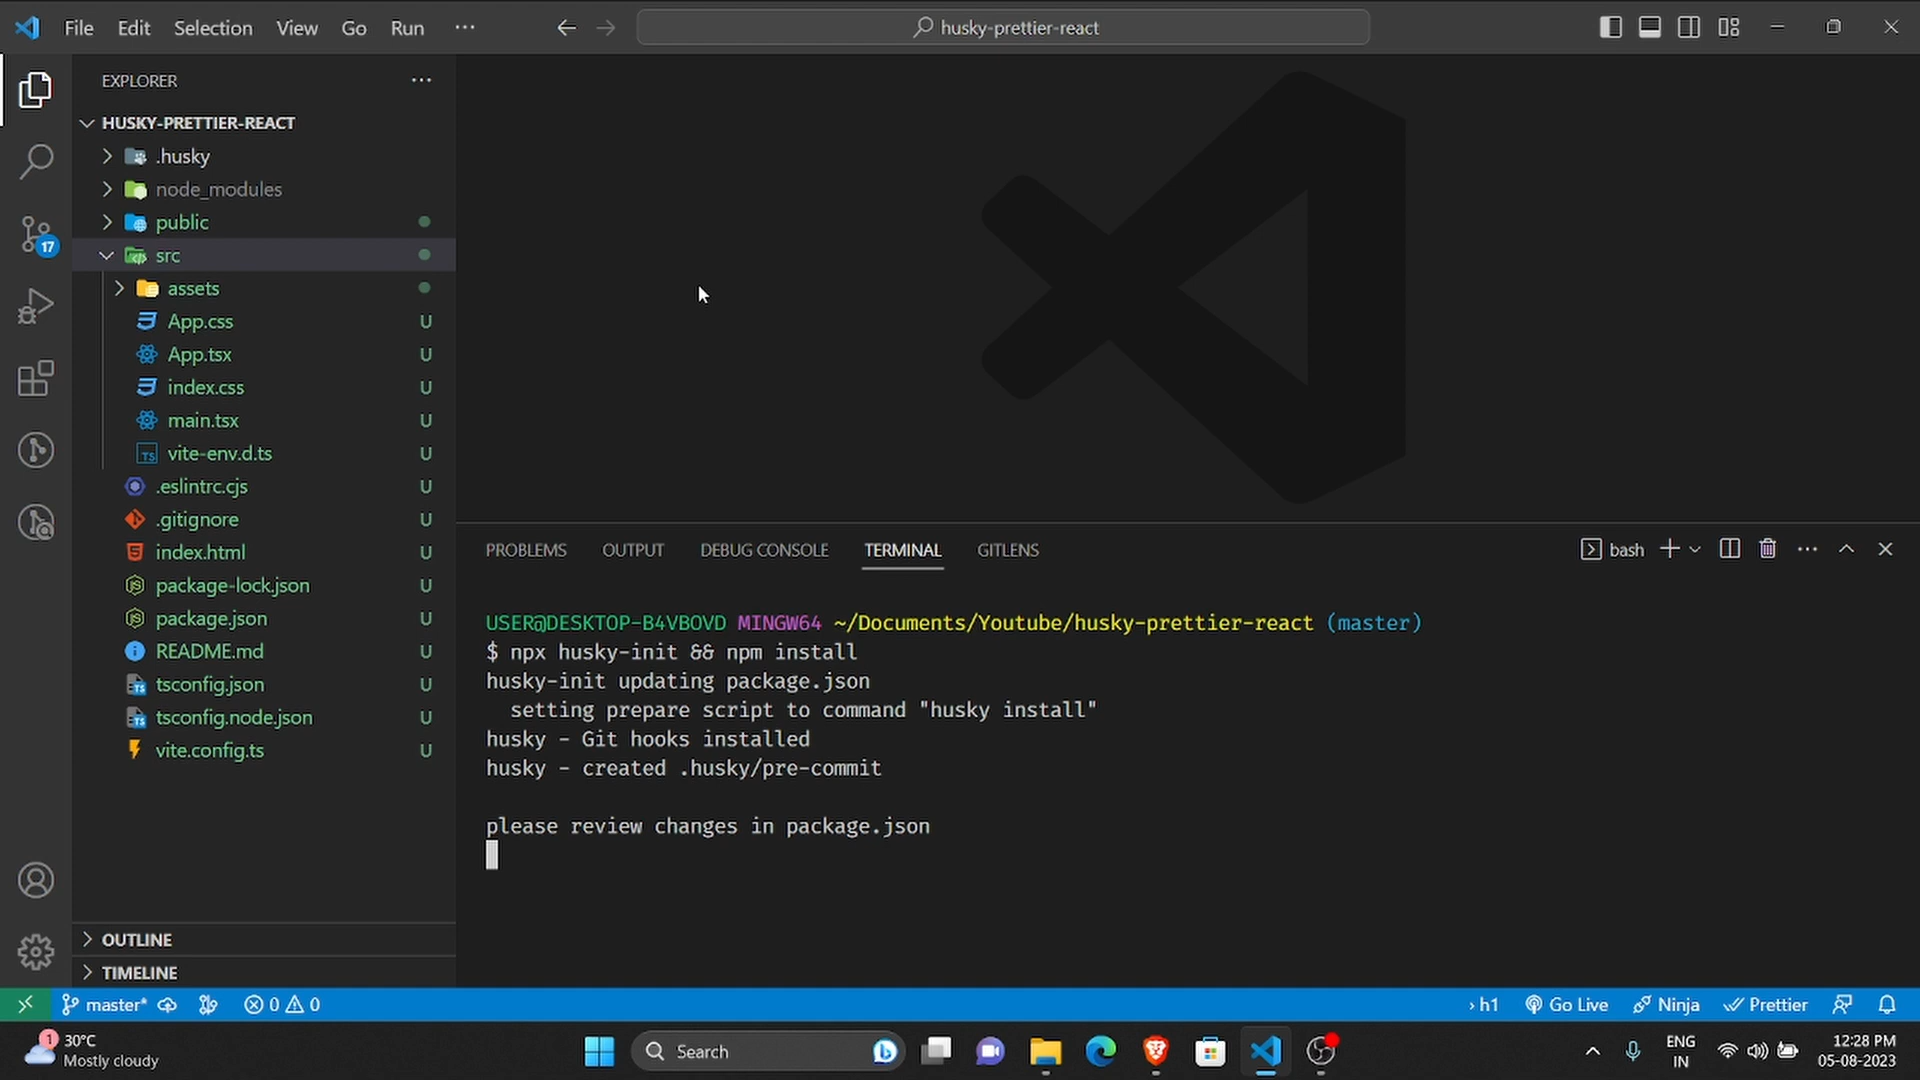 File Edit Selection View Go Run ···
husky-prettier-react
EXPLORER
HUSKY-PRETTIER-REACT
.husky
node_modules
public
17
src
assets
App.css U
App.tsx U
index.css U
main.tsx U
TS vite-env.d.ts U
.eslintrc.cjs U
.gitignore U
index.html U
package-lock.json U
package.json U
README.md U
tsconfig.json U
tsconfig.node.json U
vite.config.ts U
OUTLINE
TIMELINE
PROBLEMS OUTPUT DEBUG CONSOLE TERMINAL GITLENS
bash
USER@DESKTOP-B4VBOVD MINGW64 ~/Documents/Youtube/husky-prettier-react (master)
$ npx husky-init && npm install
husky-init updating package.json
setting prepare script to command "husky install"
husky - Git hooks installed
husky - created .husky/pre-commit
please review changes in package.json
master* 0 0 h1 Go Live Ninja Prettier
1 30°C
Mostly cloudy
Search
ENG
IN
12:28 PM
05-08-2023